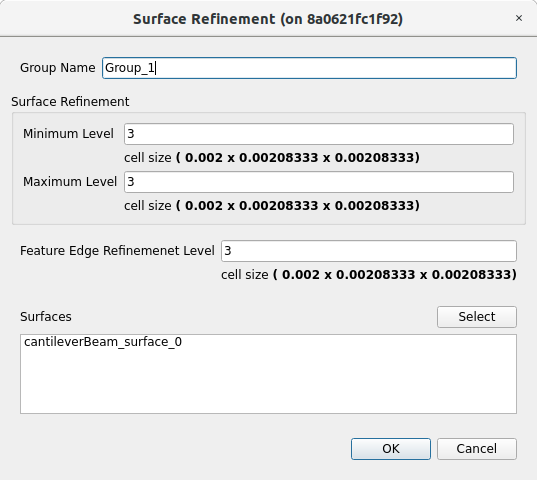 Surface Refinement (on 8a0621fc1f92)
×
Group Name Group_1
Surface Refinement
Minimum Level 3
cell size ( 0.002 x 0.00208333 x 0.00208333)
Maximum Level 3
cell size ( 0.002 x 0.00208333 x 0.00208333)
Feature Edge Refinemenet Level 3
cell size ( 0.002 x 0.00208333 x 0.00208333)
Surfaces Select
cantileverBeam_surface_0
OK Cancel